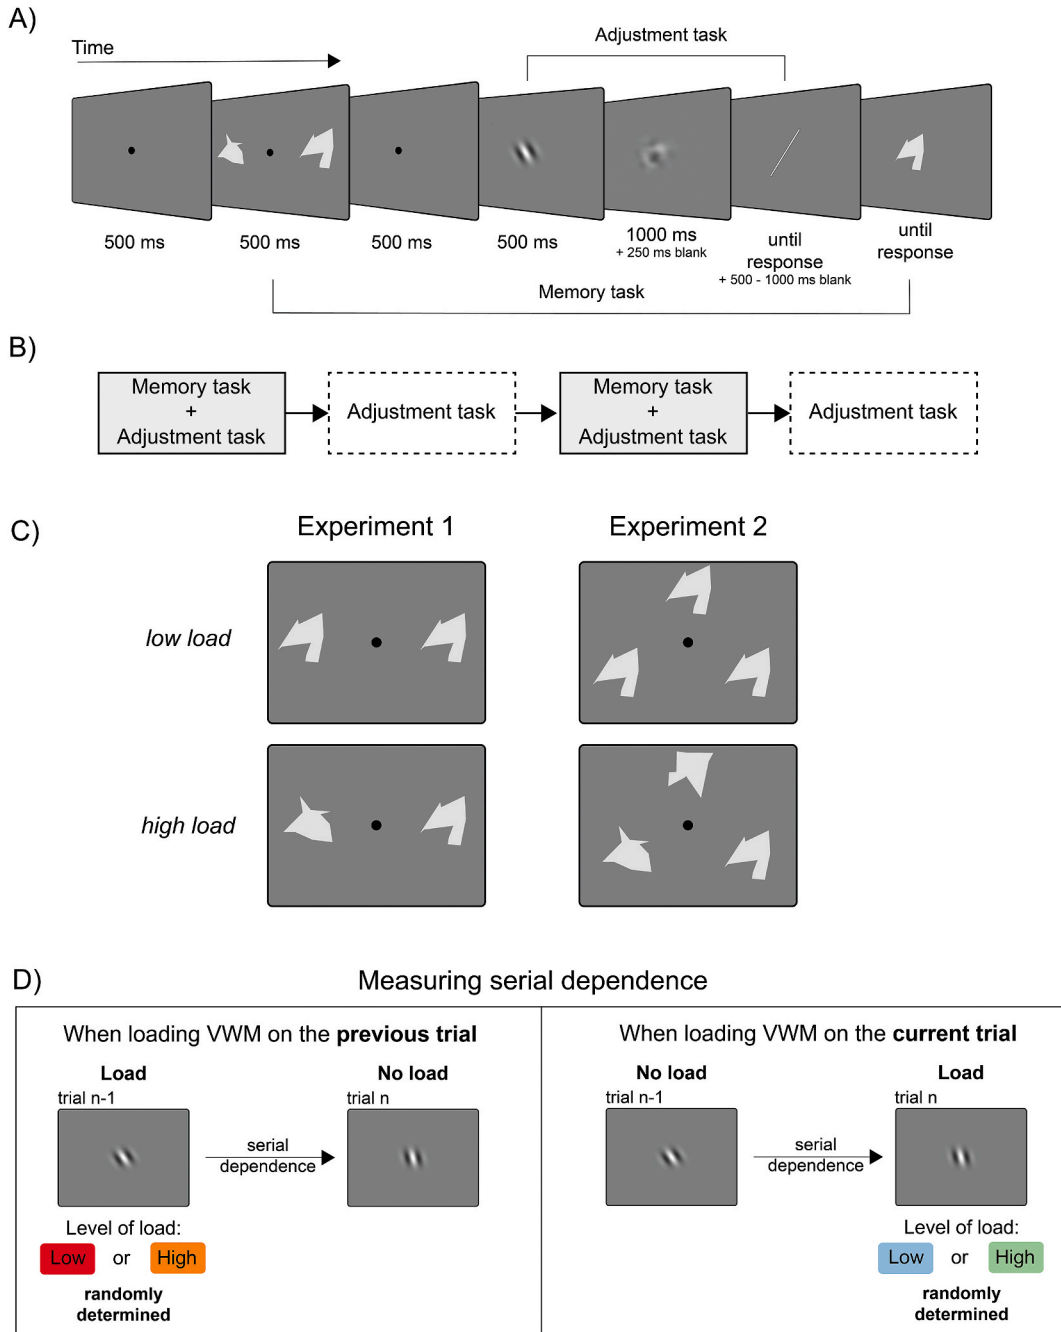 A)
Time
Adjustment task
500 ms
500 ms
500 ms
500 ms
1000 ms
+ 250 ms blank
until
response
+ 500 - 1000 ms blank
until
response
Memory task
B)
Memory task
+
Adjustment task
Adjustment task
Memory task
+
Adjustment task
Adjustment task
C)
Experiment 1
Experiment 2
low load
high load
D)
Measuring serial dependence
When loading VWM on the previous trial
Load
No load
trial n-1
trial n
serial
dependence
Level of load:
Low or High
randomly
determined
When loading VWM on the current trial
No load
Load
trial n-1
trial n
serial
dependence
Level of load:
Low or High
randomly
determined